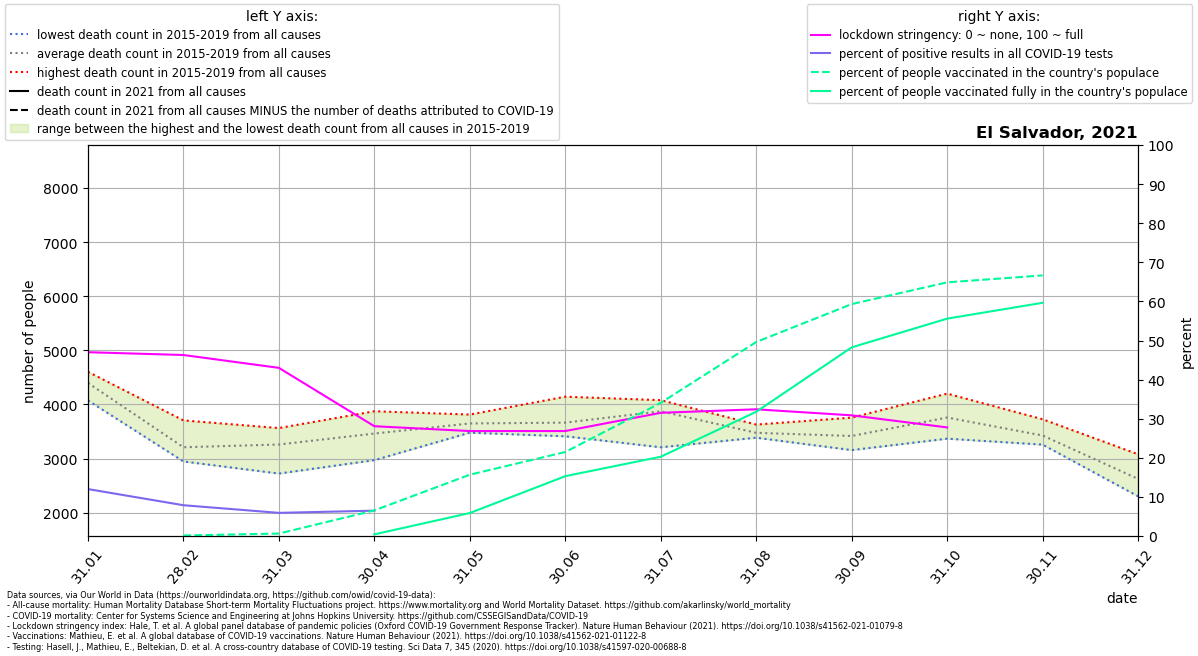 left Y axis:
lowest death count in 2015-2019 from all causes
average death count in 2015-2019 from all causes
highest death count in 2015-2019 from all causes
death count in 2021 from all causes
death count in 2021 from all causes MINUS the number of deaths attributed to COVID-19
range between the highest and the lowest death count from all causes in 2015-2019
right Y axis:
lockdown stringency: 0 ~ none, 100 ~ full
percent of positive results in all COVID-19 tests
percent of people vaccinated in the country's populace
percent of people vaccinated fully in the country's populace
El Salvador, 2021
number of people
8000
7000
6000
5000
4000
3000
2000
100
90
80
70
60
50
40
30
20
10
0
percent
31.01
28.02
31.03
30.04
31.05
30.06
31.07
31.08
30.09
31.10
30.11
31.12
date
Data sources, via Our World in Data (https://ourworldindata.org, https://github.com/owid/covid-19-data):
- All-cause mortality: Human Mortality Database Short-term Mortality Fluctuations project. https://www.mortality.org and World Mortality Dataset. https://github.com/akarlinsky/world_mortality
- COVID-19 mortality: Center for Systems Science and Engineering at Johns Hopkins University. https://github.com/CSSEGISandData/COVID-19
- Lockdown stringency index: Hale, T. et al. A global panel database of pandemic policies (Oxford COVID-19 Government Response Tracker). Nature Human Behaviour (2021). https://doi.org/10.1038/s41562-021-01079-8
- Vaccinations: Mathieu, E. et al. A global database of COVID-19 vaccinations. Nature Human Behaviour (2021). https://doi.org/10.1038/s41562-021-01122-8
- Testing: Hasell, J., Mathieu, E., Beltekian, D. et al. A cross-country database of COVID-19 testing. Sci Data 7, 345 (2020). https://doi.org/10.1038/s41597-020-00688-8